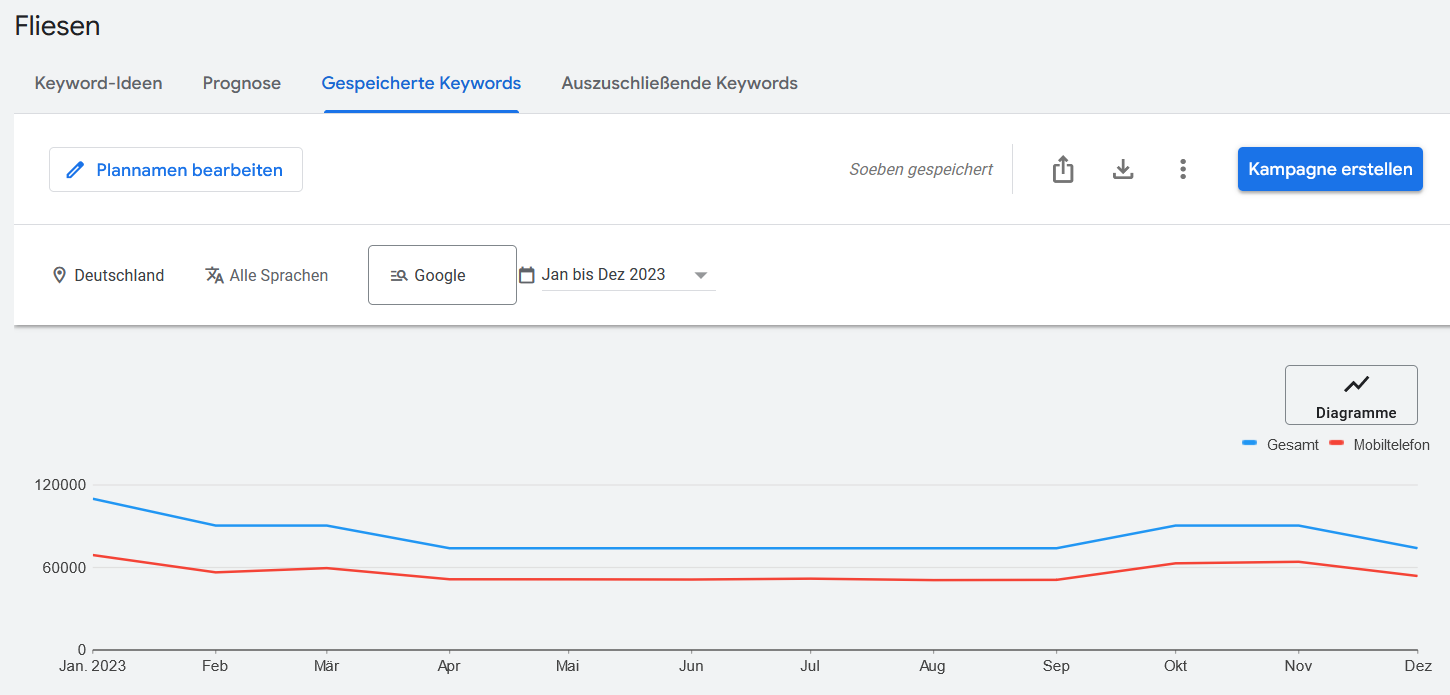 Fliesen
Keyword-Ideen Prognose Gespeicherte Keywords Auszuschließende Keywords
Plannamen bearbeiten Soeben gespeichert Kampagne erstellen
Deutschland Alle Sprachen Google Jan bis Dez 2023
Diagramme
Gesamt Mobiltelefon
120000
60000
0
Jan. 2023 Feb Mär Apr Mai Jun Jul Aug Sep Okt Nov Dez